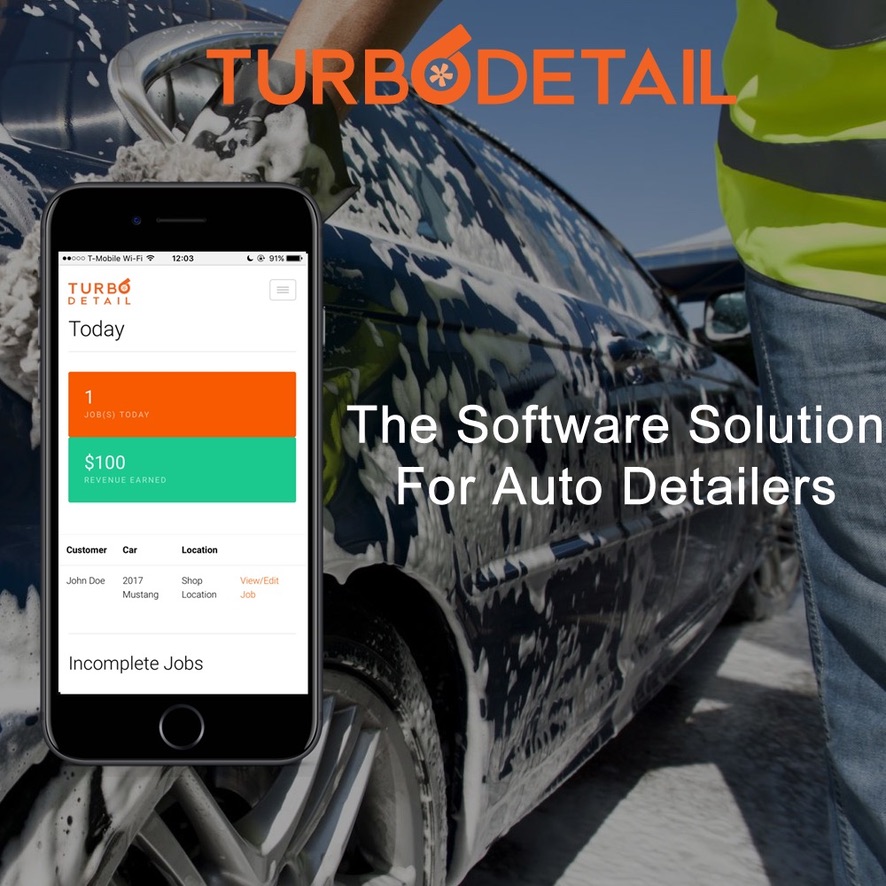 TURBODETAIL
●●○○○ T-Mobile Wi-Fi 12:03 91%
TURBO
DETAIL
Today
1
JOB(S) TODAY
$100
REVENUE EARNED
Customer Car Location
John Doe 2017 Shop View/Edit
Mustang Location Job
Incomplete Jobs
The Software Solution
For Auto Detailers